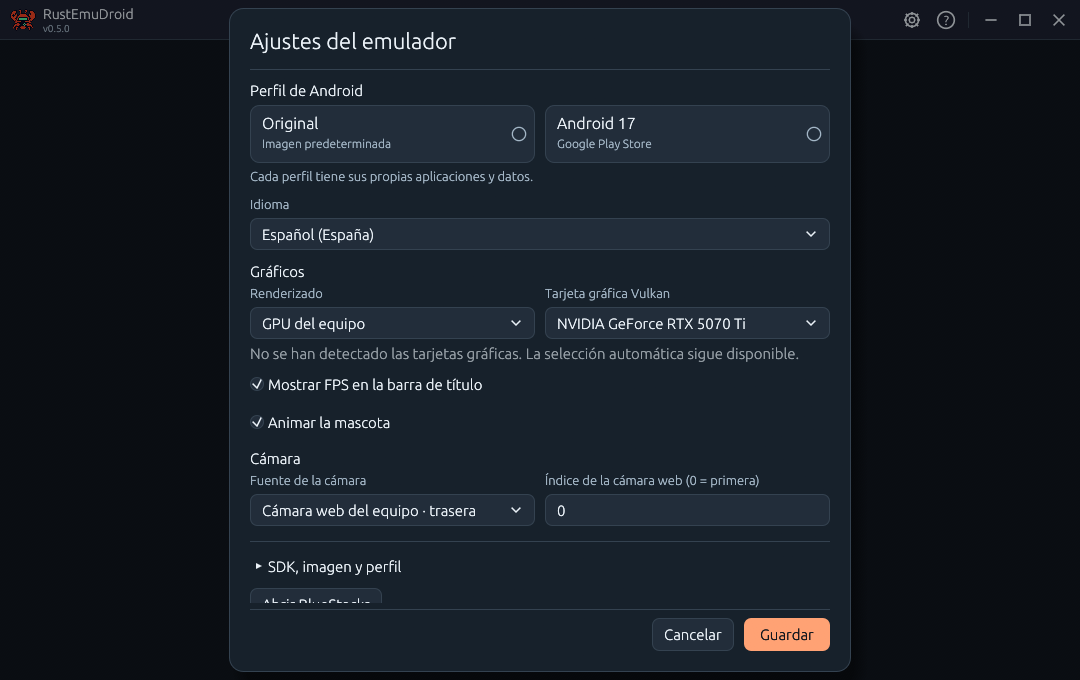 RustEmuDroid
v0.5.0
Ajustes del emulador
Perfil de Android
Original
Imagen predeterminada
Android 17
Google Play Store
Cada perfil tiene sus propias aplicaciones y datos.
Idioma
Español (España)
Gráficos
Renderizado
Tarjeta gráfica Vulkan
GPU del equipo
NVIDIA GeForce RTX 5070 Ti
No se han detectado las tarjetas gráficas. La selección automática sigue disponible.
Mostrar FPS en la barra de título
Animar la mascota
Cámara
Fuente de la cámara
Índice de la cámara web (0 = primera)
Cámara web del equipo · trasera
0
SDK, imagen y perfil
Abrir BlueStacks
Cancelar
Guardar